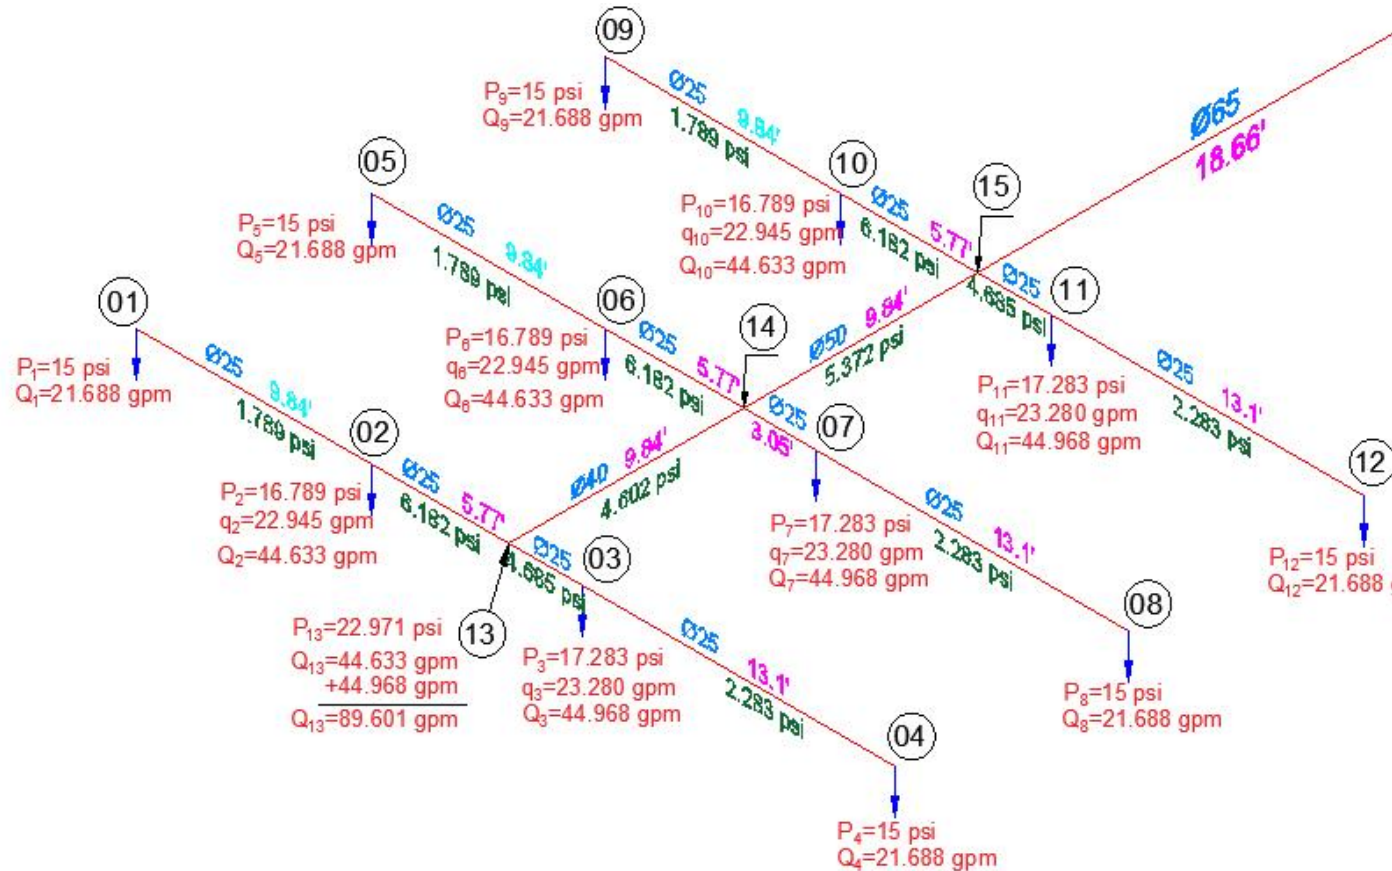 09
P9=15 psi
Q9=21.688 gpm
Ø25
9.84'
1.789 psi
Ø65
18.66'
05
P5=15 psi
Q5=21.688 gpm
Ø25
9.84'
1.789 psi
10
P10=16.789 psi
q10=22.945 gpm
Q10=44.633 gpm
Ø25
5.77'
6.182 psi
15
Ø25
4.685 psi
11
P11=17.283 psi
q11=23.280 gpm
Q11=44.968 gpm
Ø25
13.1'
2.283 psi
12
P12=15 psi
Q12=21.688 g
01
P1=15 psi
Q1=21.688 gpm
Ø25
9.84'
1.789 psi
06
P6=16.789 psi
q6=22.945 gpm
Q6=44.633 gpm
Ø25
5.77'
6.182 psi
14
Ø50
9.84'
5.372 psi
Ø25
3.05'
07
P7=17.283 psi
q7=23.280 gpm
Q7=44.968 gpm
Ø25
13.1'
2.283 psi
08
P8=15 psi
Q8=21.688 gpm
02
P2=16.789 psi
q2=22.945 gpm
Q2=44.633 gpm
Ø25
5.77'
6.182 psi
Ø40
9.84'
4.602 psi
13
P13=22.971 psi
Q13=44.633 gpm
+44.968 gpm
Q13=89.601 gpm
Ø25
4.685 psi
03
P3=17.283 psi
q3=23.280 gpm
Q3=44.968 gpm
Ø25
13.1'
2.283 psi
04
P4=15 psi
Q4=21.688 gpm